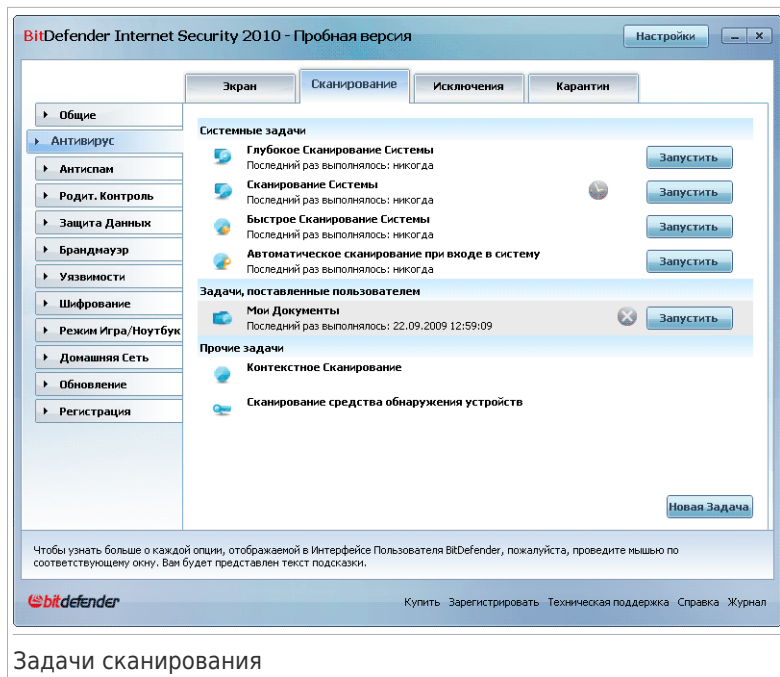 BitDefender Internet Security 2010 - Пробная версия
Настройки
Экран
Сканирование
Исключения
Карантин
Общие
Антивирус
Антиспам
Родит. Контроль
Защита Данных
Брандмауэр
Уязвимости
Шифрование
Режим Игра/Ноутбук
Домашняя Сеть
Обновление
Регистрация
Системные задачи
Глубокое Сканирование Системы
Последний раз выполнялось: никогда
Запустить
Сканирование Системы
Последний раз выполнялось: никогда
Запустить
Быстрое Сканирование Системы
Последний раз выполнялось: никогда
Запустить
Автоматическое сканирование при входе в систему
Последний раз выполнялось: никогда
Запустить
Задачи, поставленные пользователем
Мои Документы
Последний раз выполнялось: 22.09.2009 12:59:09
Запустить
Прочие задачи
Контекстное Сканирование
Сканирование средства обнаружения устройств
Новая Задача
Чтобы узнать больше о каждой опции, отображаемой в Интерфейсе Пользователя BitDefender, пожалуйста, проведите мышью по
соответствующему окну. Вам будет представлен текст подсказки.
bitdefender
Купить Зарегистрировать Техническая поддержка Справка Журнал
Задачи сканирования